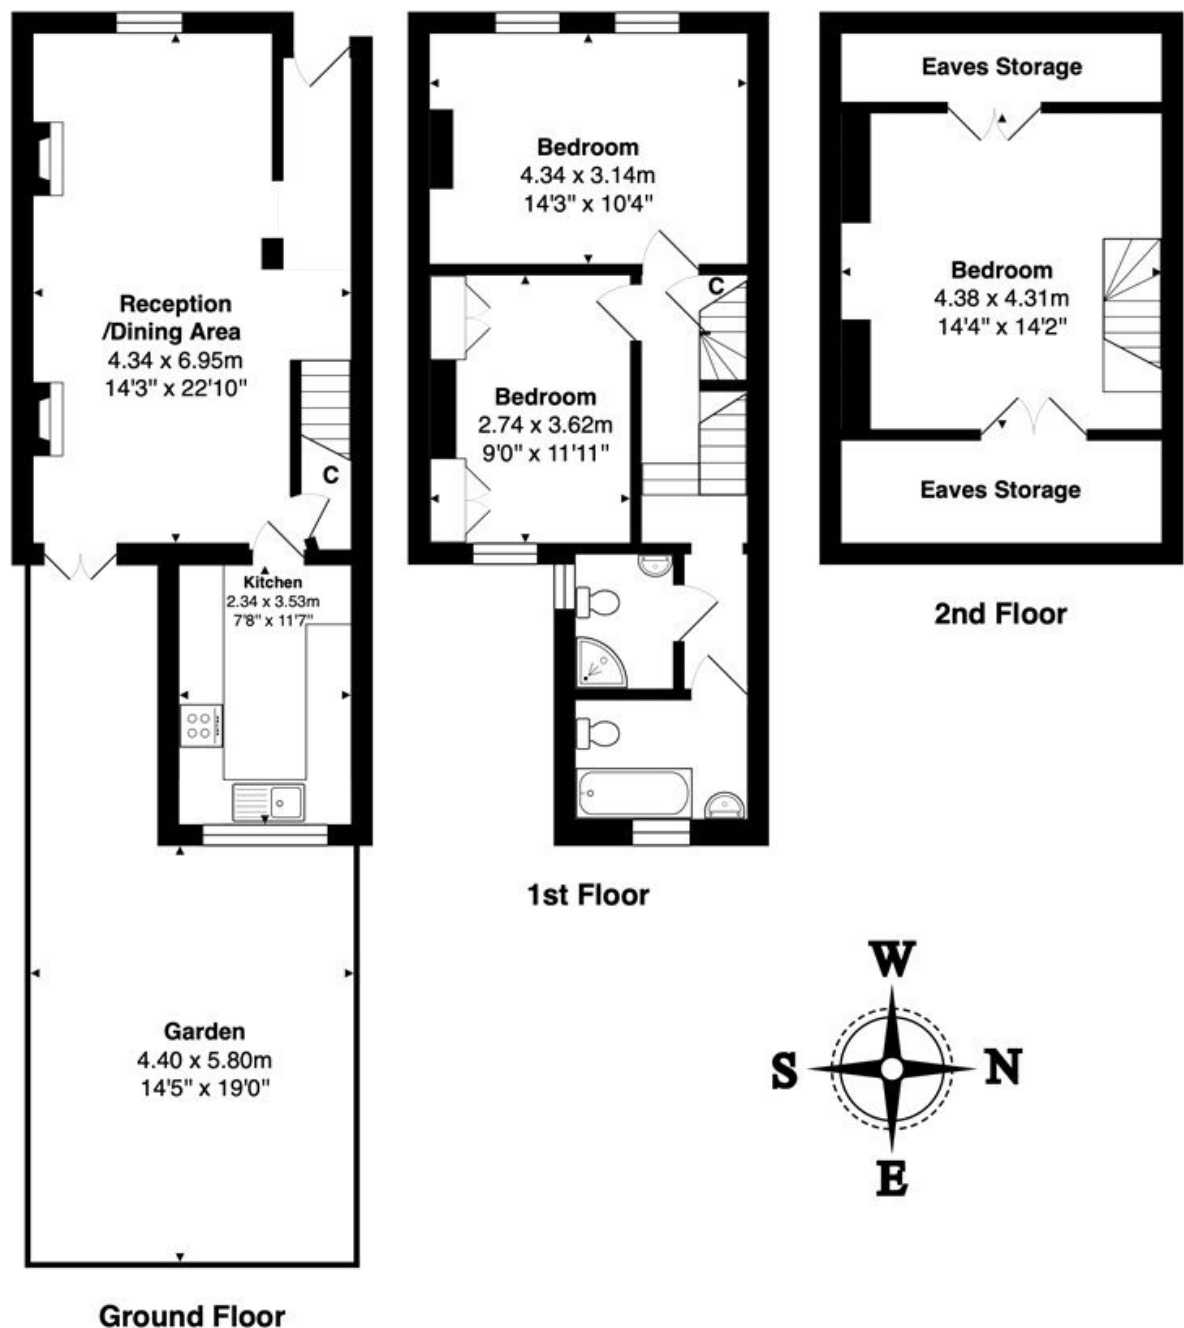 Reception
/Dining Area
4.34 x 6.95m
14'3" x 22'10"
C
Kitchen
2.34 x 3.53m
7'8" x 11'7"
Garden
4.40 x 5.80m
14'5" x 19'0"
Ground Floor
Bedroom
4.34 x 3.14m
14'3" x 10'4"
C
Bedroom
2.74 x 3.62m
9'0" x 11'11"
1st Floor
Eaves Storage
Bedroom
4.38 x 4.31m
14'4" x 14'2"
Eaves Storage
2nd Floor
W
S
N
E